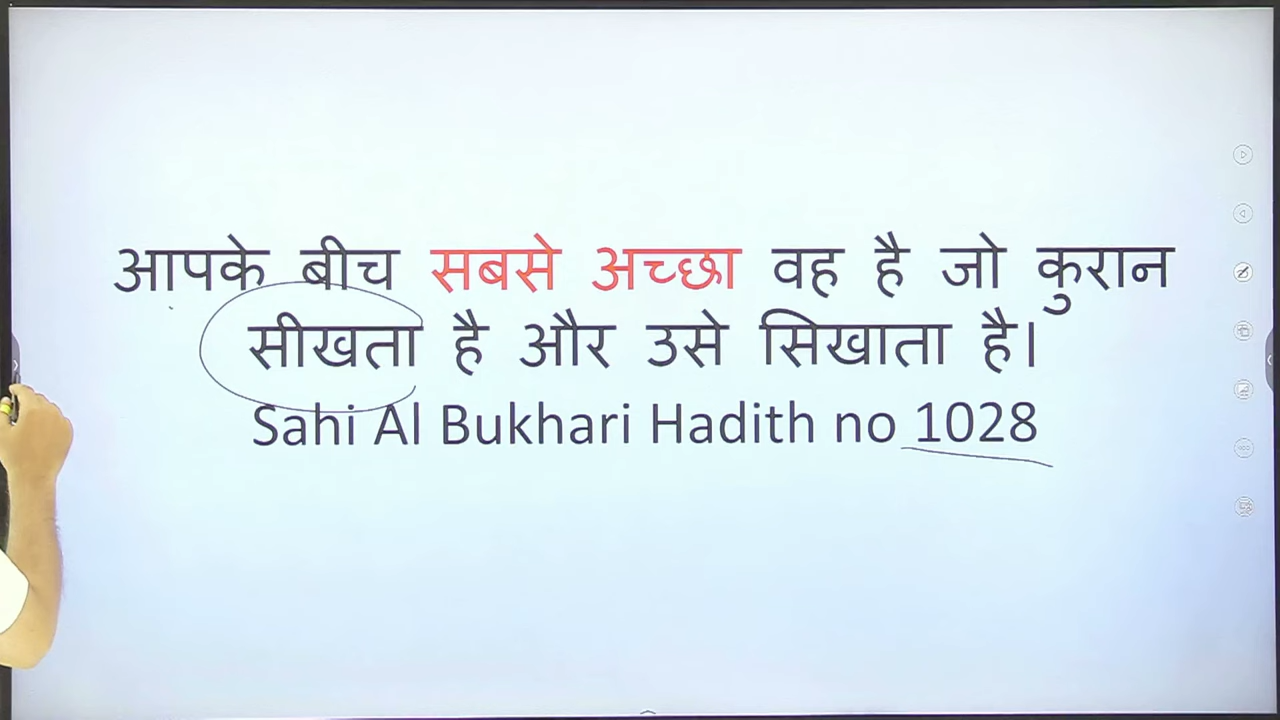 आपके बीच सबसे अच्छा वह है जो कुरान
सीखता है और उसे सिखाता है।
Sahi Al Bukhari Hadith no 1028